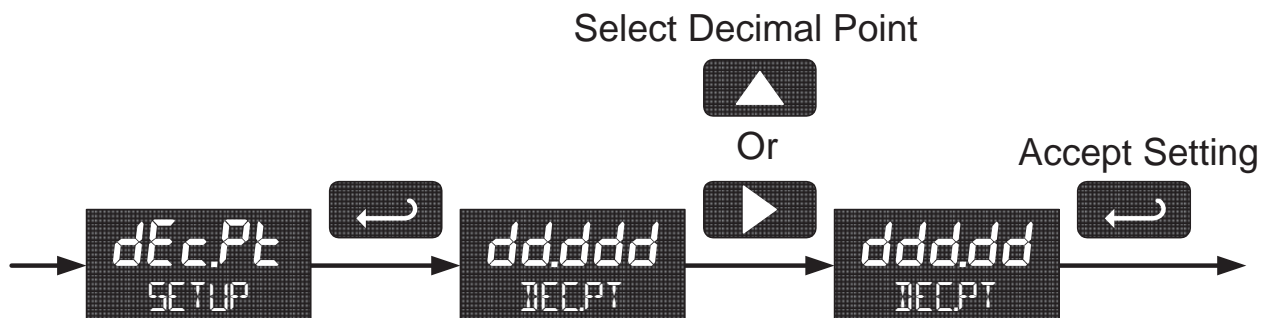 Select Decimal Point
Or
Accept Setting
dEc.Pt
SETUP
dd.ddd
DEC.PT
ddd.dd
DEC.PT